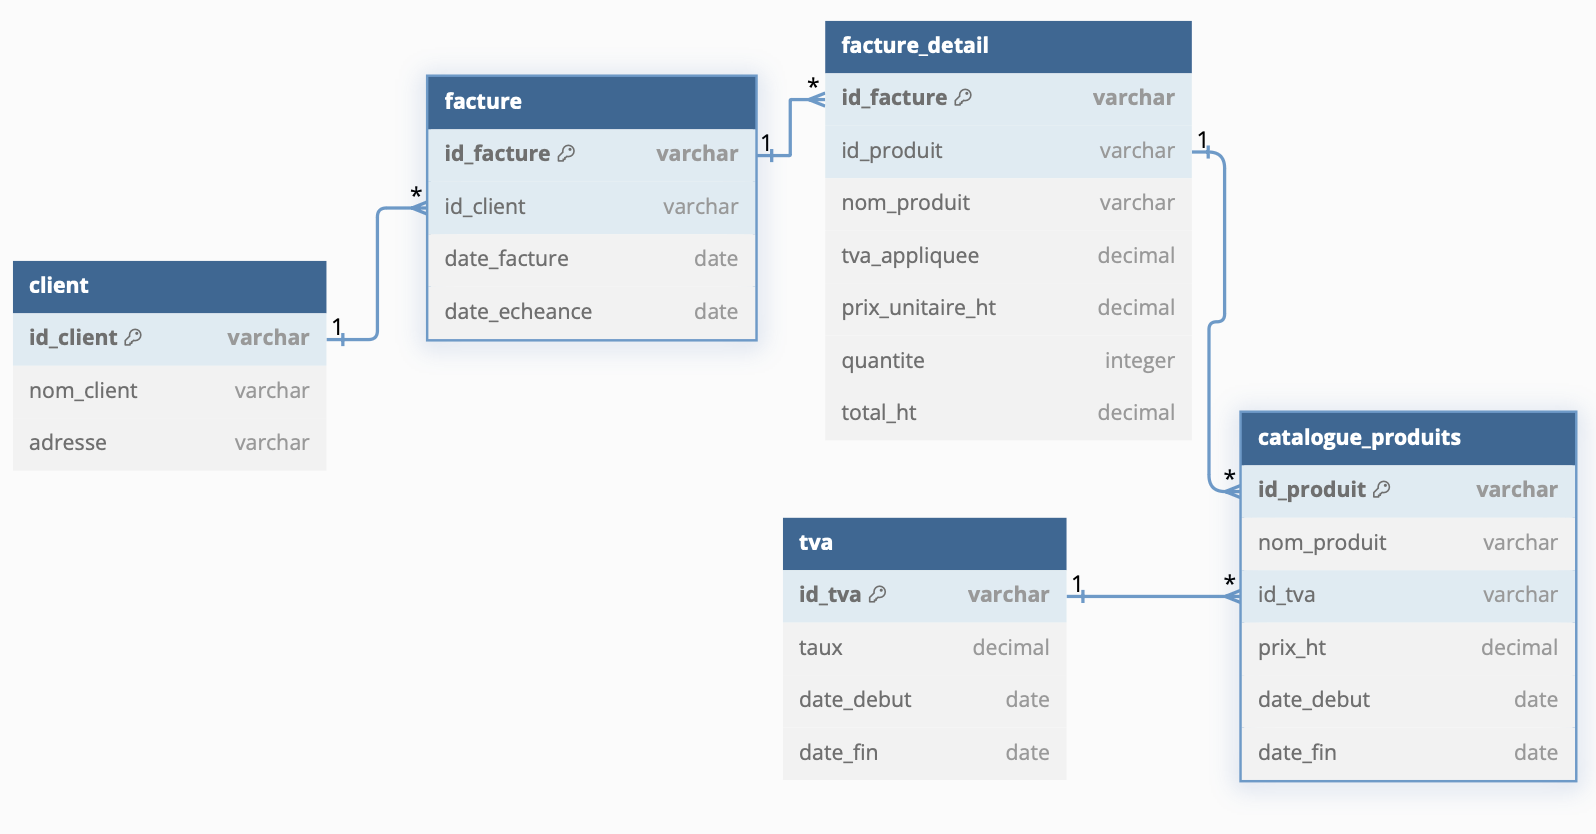 facture_detail
id_facture varchar
id_produit varchar
nom_produit varchar
tva_appliquee decimal
prix_unitaire_ht decimal
quantite integer
total_ht decimal
facture
id_facture varchar
id_client varchar
date_facture date
date_echeance date
client
id_client varchar
nom_client varchar
adresse varchar
1
*
1
*
1
*
catalogue_produits
id_produit varchar
nom_produit varchar
id_tva varchar
prix_ht decimal
date_debut date
date_fin date
tva
id_tva varchar
taux decimal
date_debut date
date_fin date
1
*